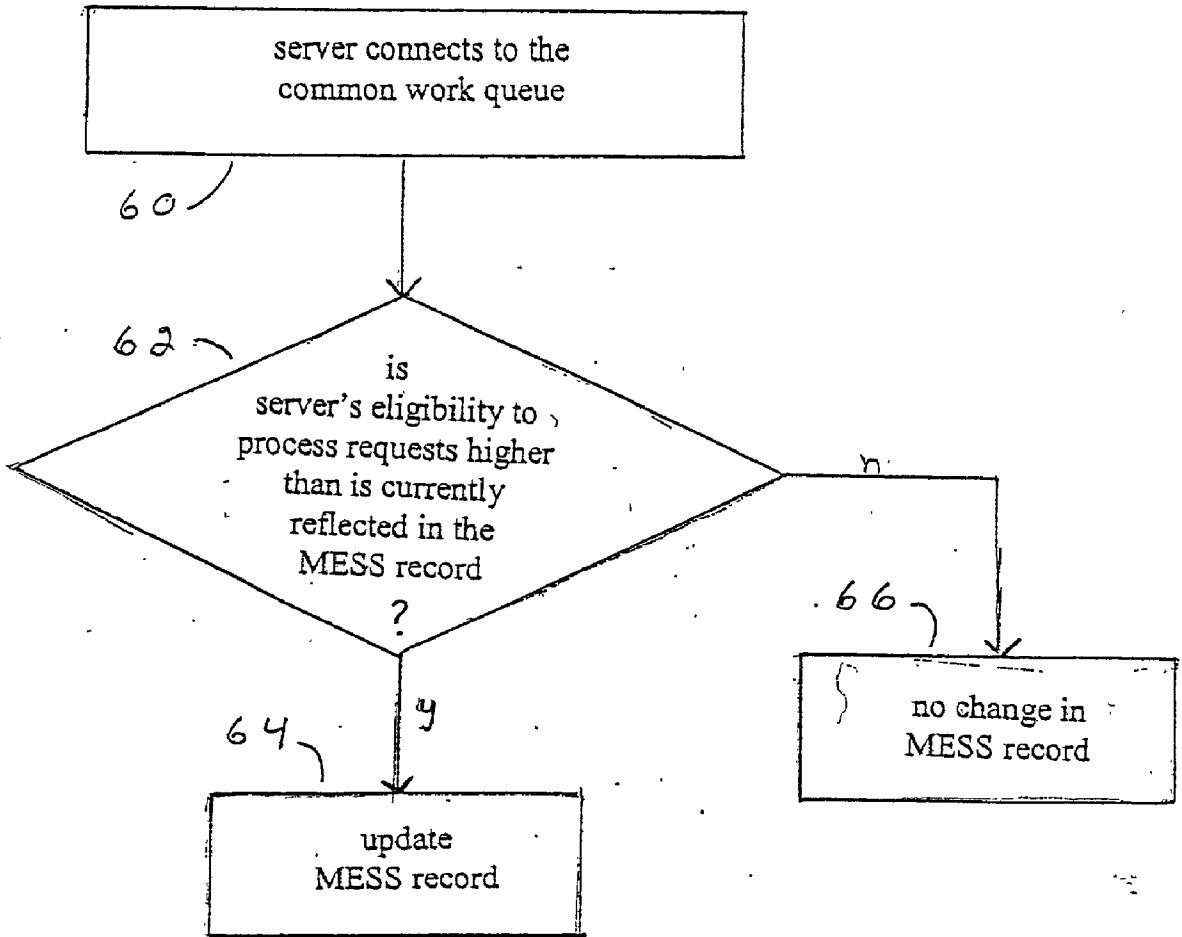 server connects to the
common work queue
60
62
is
server's eligibility to
process requests higher
than is currently
reflected in the
MESS record
?
n
y
66
no change in
MESS record
64
update
MESS record